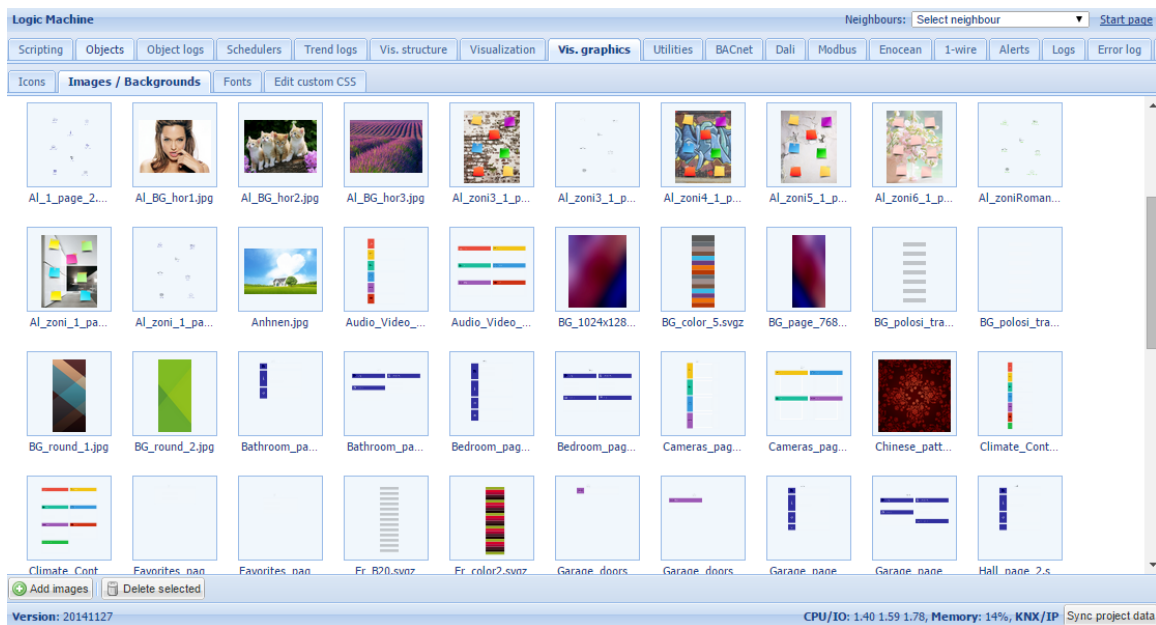 Logic Machine
Neighbours: Select neighbour Start page
Scripting Objects Object logs Schedulers Trend logs Vis. structure Visualization Vis. graphics Utilities BACnet Dali Modbus Enocean 1-wire Alerts Logs Error log
Icons Images / Backgrounds Fonts Edit custom CSS
Al_1_page_2.... Al_BG_hor1.jpg Al_BG_hor2.jpg Al_BG_hor3.jpg Al_zoni3_1_p... Al_zoni3_1_p... Al_zoni4_1_p... Al_zoni5_1_p... Al_zoni6_1_p... Al_zoniRoman...
Al_zoni_1_pa... Al_zoni_1_pa... Anhnen.jpg Audio_Video_... Audio_Video_... BG_1024x128... BG_color_5.svgz BG_page_768... BG_polosi_tra... BG_polosi_tra...
BG_round_1.jpg BG_round_2.jpg Bathroom_pa... Bathroom_pa... Bedroom_pag... Bedroom_pag... Cameras_pag... Cameras_pag... Chinese_patt... Climate_Cont...
Climate_Cont Favorites_pag Favorites_pag Fr_B20.svgz Fr_color2.svgz Garage_doors Garage_doors Garage_page Garage_page Hall_page_2.s
Add images Delete selected
Version: 20141127 CPU/IO: 1.40 1.59 1.78, Memory: 14%, KNX/IP Sync project data